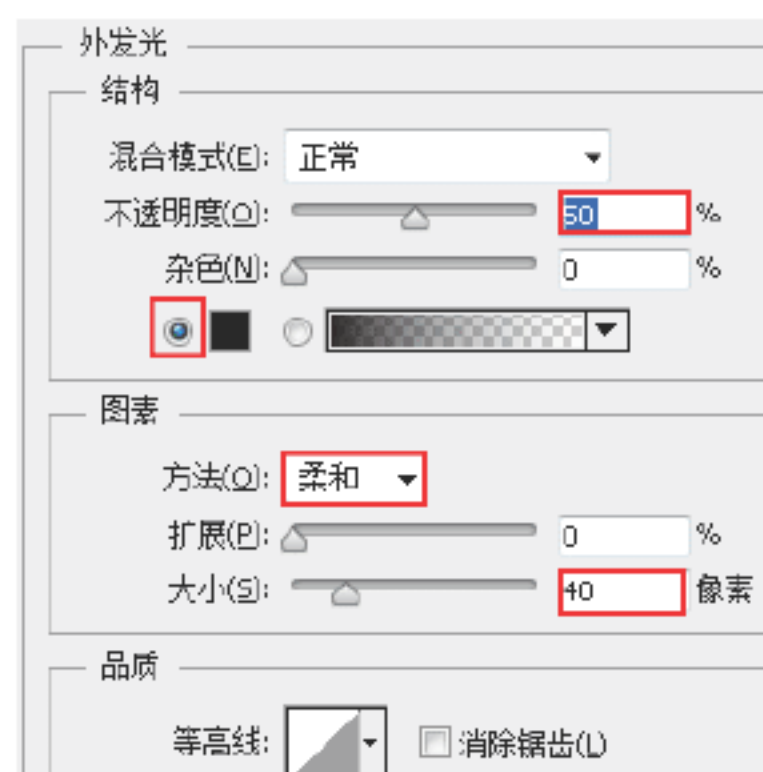 外发光
结构
混合模式(E): 正常
不透明度(O): 50 %
杂色(N): 0 %
图素
方法(Q): 柔和
扩展(P): 0 %
大小(S): 40 像素
品质
等高线: 消除锯齿(L)